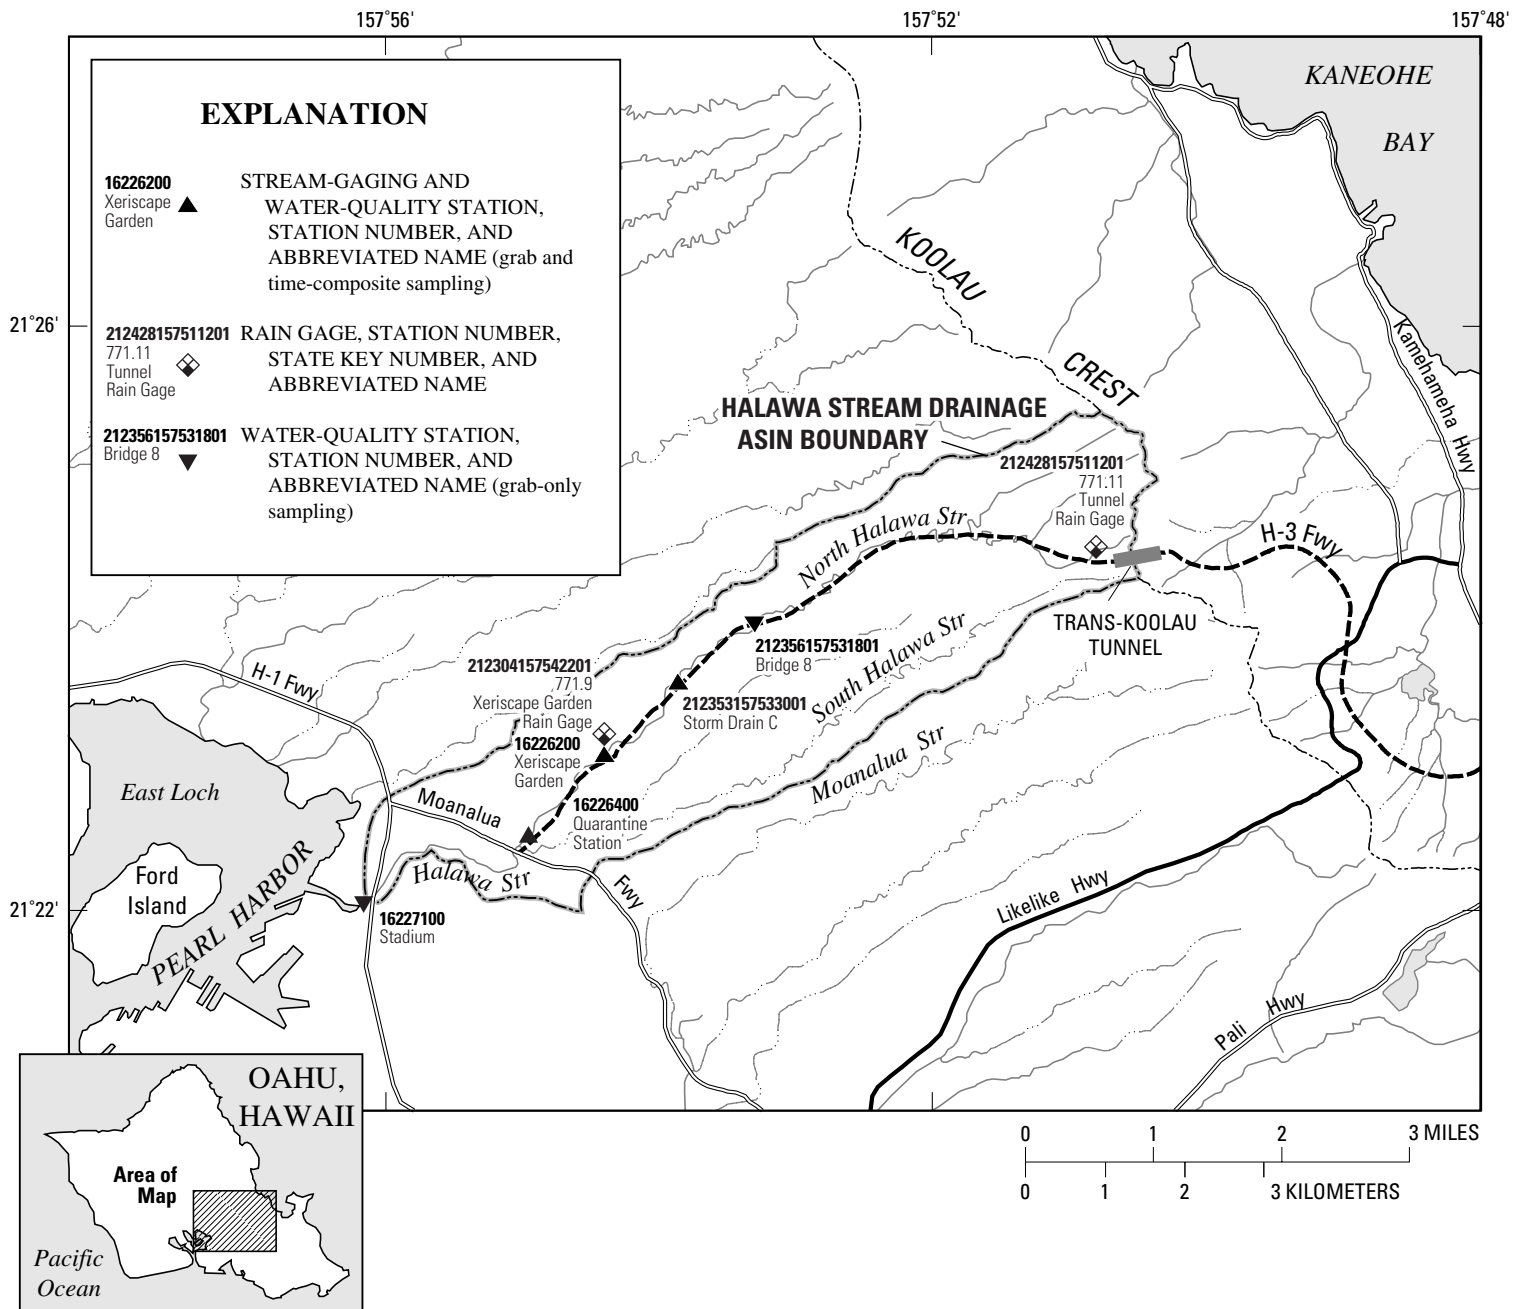 157°56'
157°52'
157°48'
EXPLANATION
16226200
Xeriscape
Garden
STREAM-GAGING AND
WATER-QUALITY STATION,
STATION NUMBER, AND
ABBREVIATED NAME (grab and
time-composite sampling)
212428157511201
771.11
Tunnel
Rain Gage
RAIN GAGE, STATION NUMBER,
STATE KEY NUMBER, AND
ABBREVIATED NAME
212356157531801
Bridge 8
WATER-QUALITY STATION,
STATION NUMBER, AND
ABBREVIATED NAME (grab-only
sampling)
KANEOHE
BAY
21°26'
KOOLAU
CREST
Kamehameha Hwy
HALAWA STREAM DRAINAGE
ASIN BOUNDARY
212428157511201
771.11
Tunnel
Rain Gage
North Halawa Str
H-3 Fwy
TRANS-KOOLAU
TUNNEL
South Halawa Str
212356157531801
Bridge 8
212304157542201
771.9
Xeriscape Garden
Rain Gage
212353157533001
Storm Drain C
H-1 Fwy
16226200
Xeriscape
Garden
Moanalua Str
East Loch
Moanalua
16226400
Quarantine
Station
Halawa Str
Fwy
Ford
Island
PEARL HARBOR
21°22'
16227100
Stadium
Likelike Hwy
Pali Hwy
OAHU,
HAWAII
Area of
Map
Pacific
Ocean
0 1 2 3 MILES
0 1 2 3 KILOMETERS